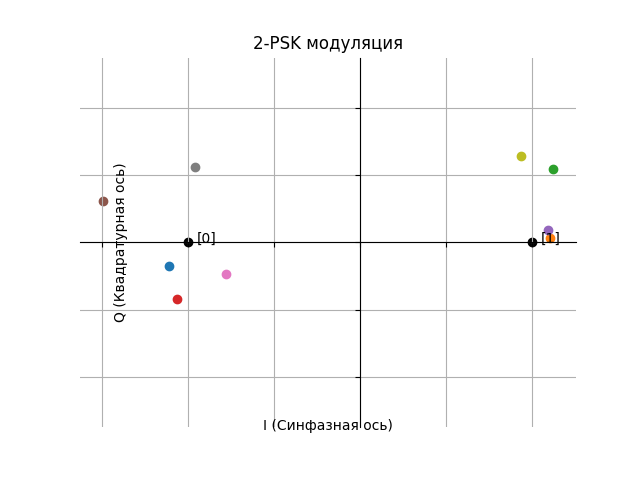 2-PSK модуляция
Q (Квадратурная ось)
[0]
[1]
I (Синфазная ось)